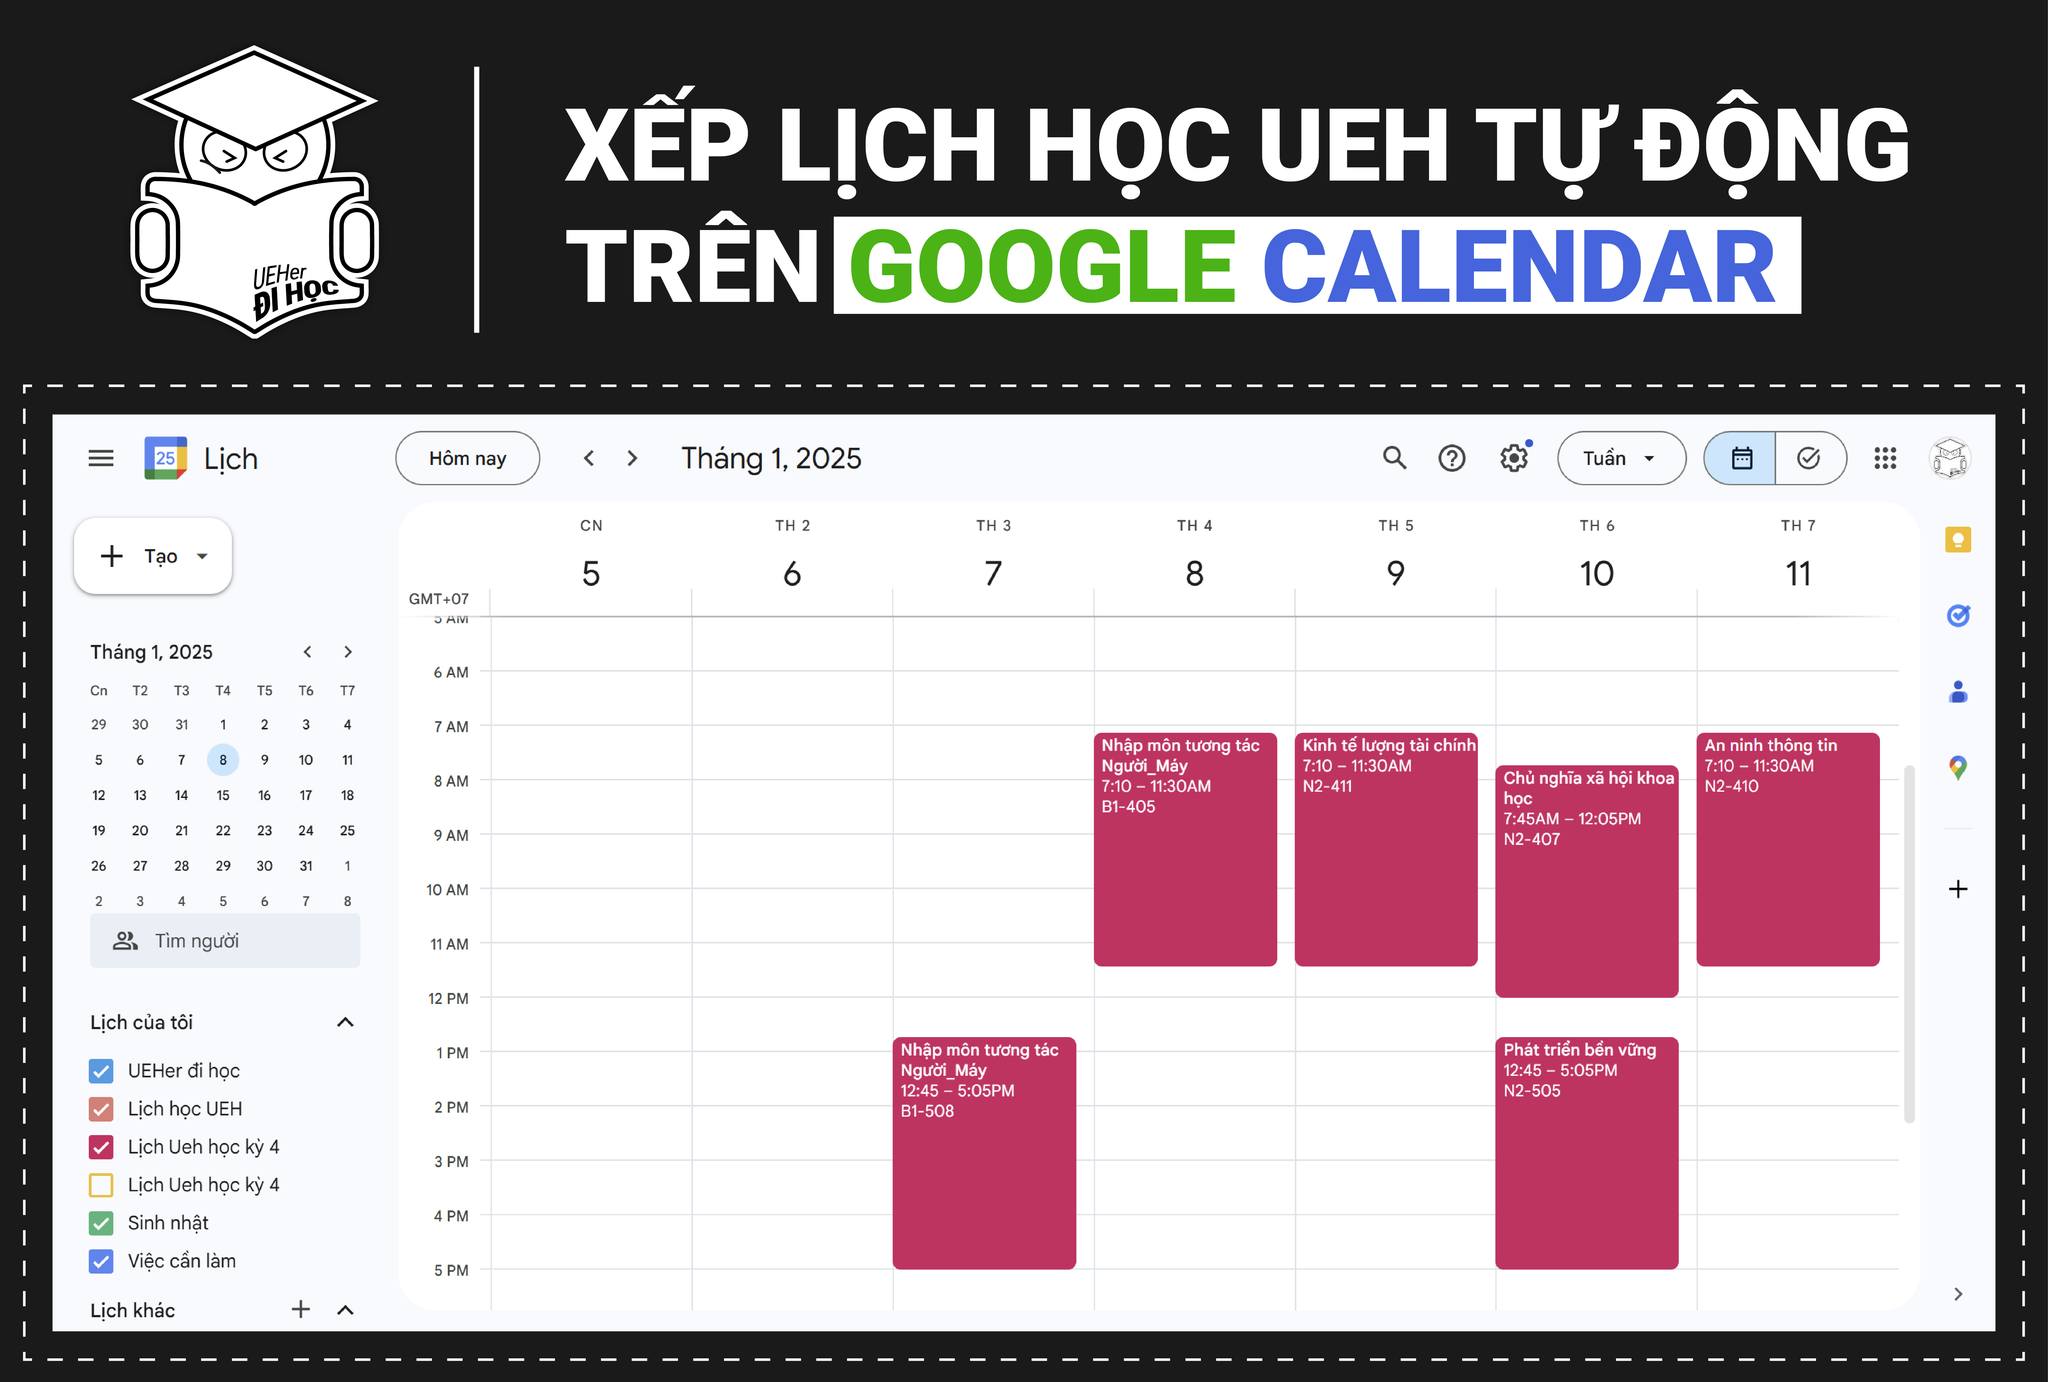 XẾP LỊCH HỌC UEH TỰ ĐỘNG
TRÊN GOOGLE CALENDAR
UEHer
ĐI HỌC
25
Lịch
Hôm nay
Tháng 1, 2025
Tuần
Tạo
Tháng 1, 2025
Cn T2 T3 T4 T5 T6 T7
29 30 31 1 2 3 4
5 6 7 8 9 10 11
12 13 14 15 16 17 18
19 20 21 22 23 24 25
26 27 28 29 30 31 1
2 3 4 5 6 7 8
Tìm người
Lịch của tôi
UEHer đi học
Lịch học UEH
Lịch Ueh học kỳ 4
Lịch Ueh học kỳ 4
Sinh nhật
Việc cần làm
Lịch khác
CN TH 2 TH 3 TH 4 TH 5 TH 6 TH 7
5 6 7 8 9 10 11
GMT+07
5 AM
6 AM
7 AM
8 AM
9 AM
10 AM
11 AM
12 PM
1 PM
2 PM
3 PM
4 PM
5 PM
Nhập môn tương tác
Người_Máy
12:45 – 5:05PM
B1-508
Nhập môn tương tác
Người_Máy
7:10 – 11:30AM
B1-405
Kinh tế lượng tài chính
7:10 – 11:30AM
N2-411
Chủ nghĩa xã hội khoa
học
7:45AM – 12:05PM
N2-407
Phát triển bền vững
12:45 – 5:05PM
N2-505
An ninh thông tin
7:10 – 11:30AM
N2-410